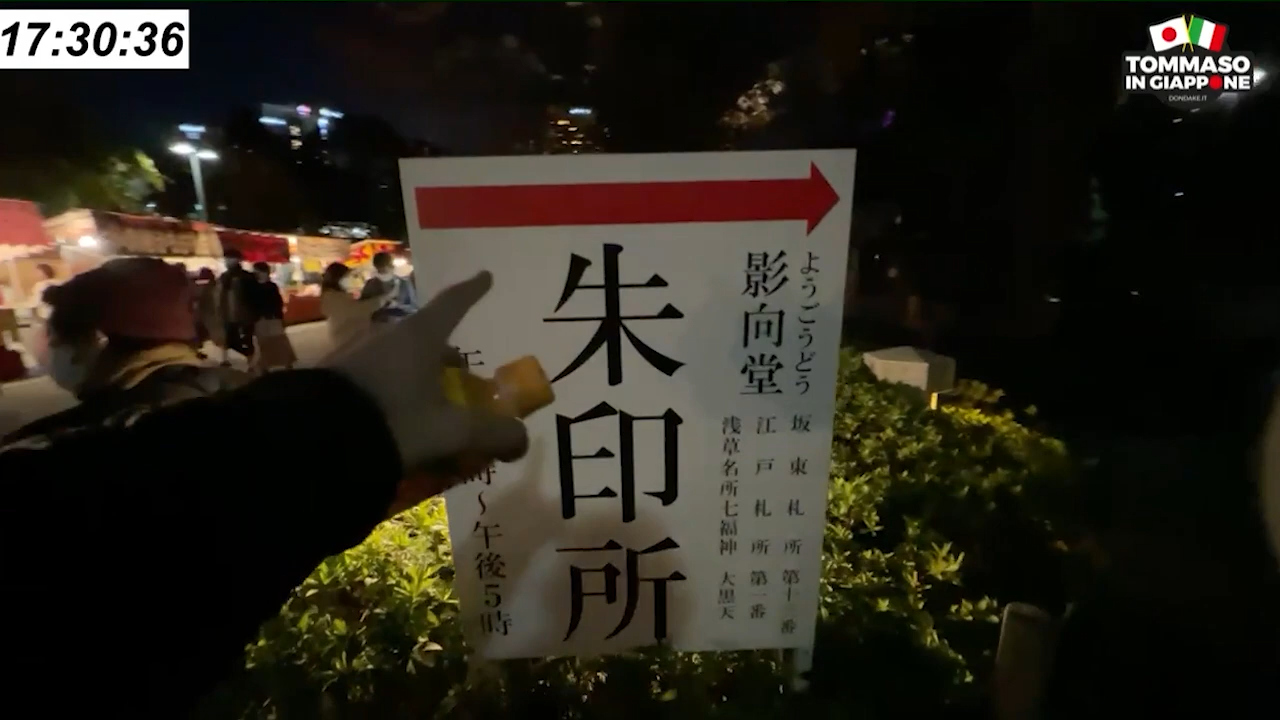 17:30:36
TOMMASO
IN GIAPPONE
DONDAKE.IT
ようごうどう
影向堂
坂東札所 第十三番
江戸札所 第一番
浅草名所七福神 大黒天
朱印所
時～午後5時